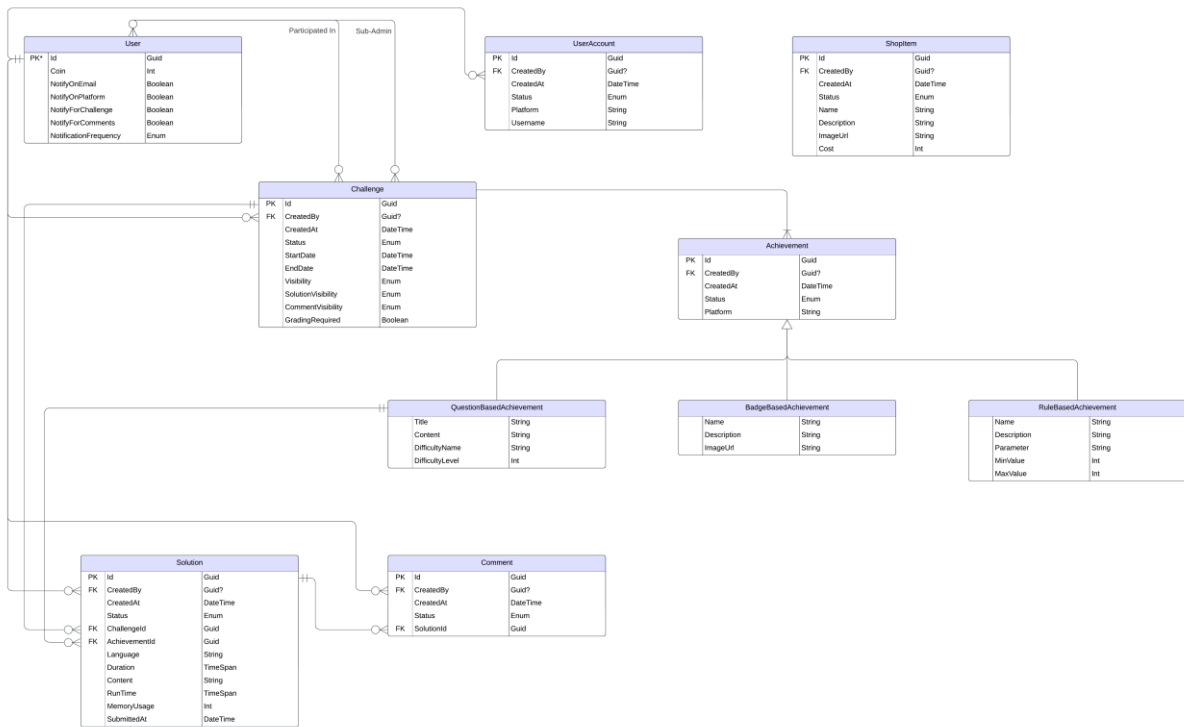 Participated In
Sub-Admin
User
PK* Id Guid
Coin Int
NotifyOnEmail Boolean
NotifyOnPlatform Boolean
NotifyForChallenge Boolean
NotifyForComments Boolean
NotificationFrequency Enum
UserAccount
PK Id Guid
FK CreatedBy Guid?
CreatedAt DateTime
Status Enum
Platform String
Username String
ShopItem
PK Id Guid
FK CreatedBy Guid?
CreatedAt DateTime
Status Enum
Name String
Description String
ImageUrl String
Cost Int
Challenge
PK Id Guid
FK CreatedBy Guid?
CreatedAt DateTime
Status Enum
StartDate DateTime
EndDate DateTime
Visibility Enum
SolutionVisibility Enum
CommentVisibility Enum
GradingRequired Boolean
Achievement
PK Id Guid
FK CreatedBy Guid?
CreatedAt DateTime
Status Enum
Platform String
QuestionBasedAchievement
Title String
Content String
DifficultyName String
DifficultyLevel Int
BadgeBasedAchievement
Name String
Description String
ImageUrl String
RuleBasedAchievement
Name String
Description String
Parameter String
MinValue Int
MaxValue Int
Solution
PK Id Guid
FK CreatedBy Guid?
CreatedAt DateTime
Status Enum
FK ChallengeId Guid
FK AchievementId Guid
Language String
Duration TimeSpan
Content String
RunTime TimeSpan
MemoryUsage Int
SubmittedAt DateTime
Comment
PK Id Guid
FK CreatedBy Guid?
CreatedAt DateTime
Status Enum
FK SolutionId Guid